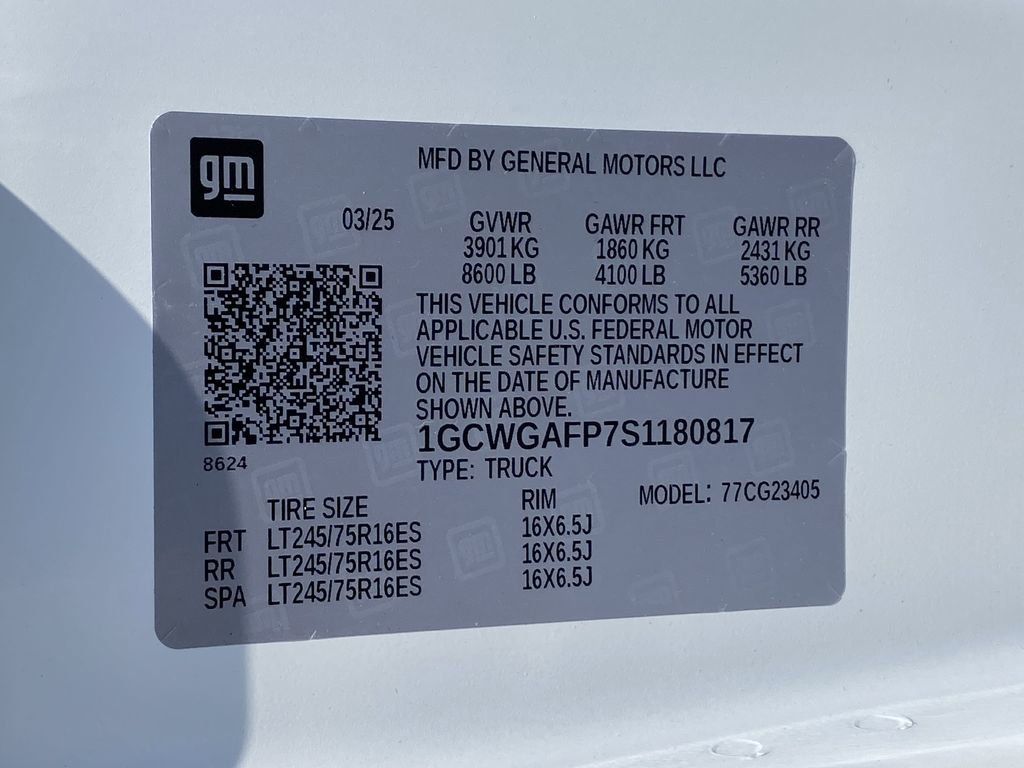 gm
MFD BY GENERAL MOTORS LLC
03/25 GVWR GAWR FRT GAWR RR
3901 KG 1860 KG 2431 KG
8600 LB 4100 LB 5360 LB
THIS VEHICLE CONFORMS TO ALL
APPLICABLE U.S. FEDERAL MOTOR
VEHICLE SAFETY STANDARDS IN EFFECT
ON THE DATE OF MANUFACTURE
SHOWN ABOVE.
1GCWGAFP7S1180817
8624
TYPE: TRUCK
MODEL: 77CG23405
TIRE SIZE RIM
FRT LT245/75R16ES 16X6.5J
RR LT245/75R16ES 16X6.5J
SPA LT245/75R16ES 16X6.5J